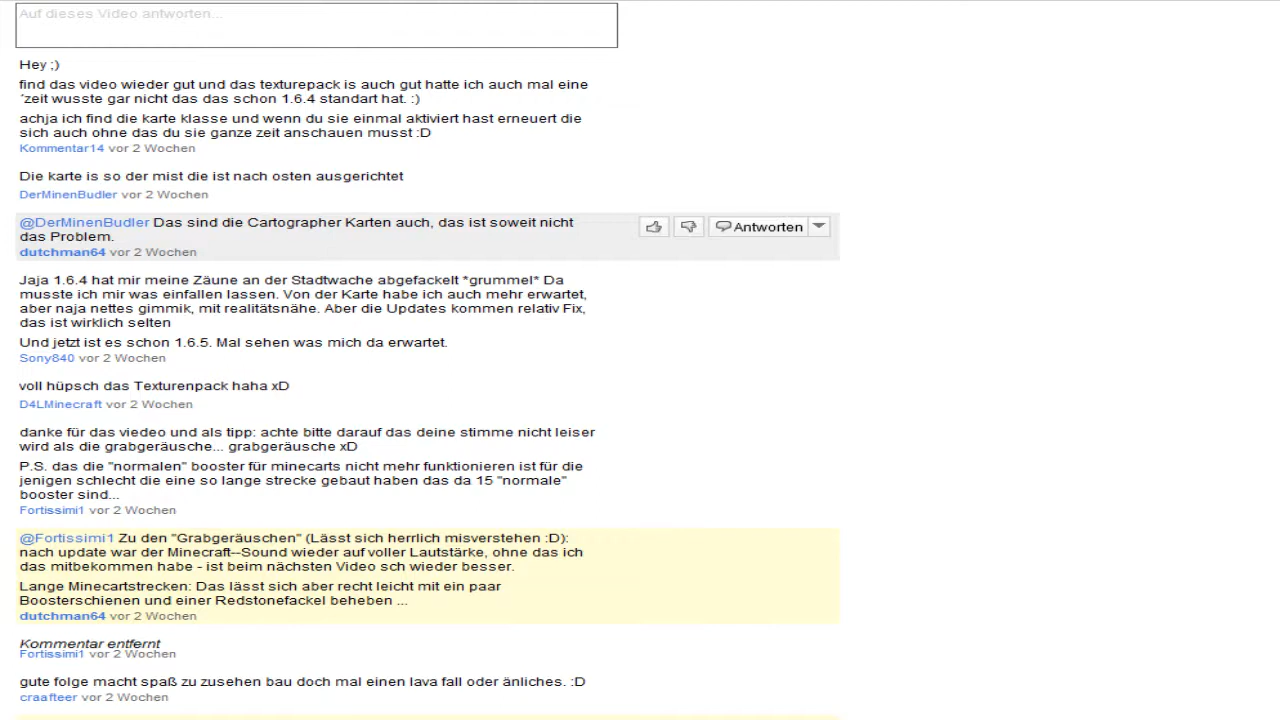 Auf dieses Video antworten...
Hey ;)
find das video wieder gut und das texturepack is auch gut hatte ich auch mal eine
´zeit wusste gar nicht das das schon 1.6.4 standart hat. :)
achja ich find die karte klasse und wenn du sie einmal aktiviert hast erneuert die
sich auch ohne das du sie ganze zeit anschauen musst :D
Kommentar14 vor 2 Wochen
Die karte is so der mist die ist nach osten ausgerichtet
DerMinenBudler vor 2 Wochen
@DerMinenBudler Das sind die Cartographer Karten auch, das ist soweit nicht
das Problem.
Antworten
dutchman64 vor 2 Wochen
Jaja 1.6.4 hat mir meine Zäune an der Stadtwache abgefackelt *grummel* Da
musste ich mir was einfallen lassen. Von der Karte habe ich auch mehr erwartet,
aber naja nettes gimmik, mit realitätsnähe. Aber die Updates kommen relativ Fix,
das ist wirklich selten
Und jetzt ist es schon 1.6.5. Mal sehen was mich da erwartet.
Sony840 vor 2 Wochen
voll hüpsch das Texturenpack haha xD
D4LMinecraft vor 2 Wochen
danke für das viedeo und als tipp: achte bitte darauf das deine stimme nicht leiser
wird als die grabgeräusche... grabgeräusche xD
P.S. das die "normalen" booster für minecarts nicht mehr funktionieren ist für die
jenigen schlecht die eine so lange strecke gebaut haben das da 15 "normale"
booster sind...
Fortissimi1 vor 2 Wochen
@Fortissimi1 Zu den "Grabgeräuschen" (Lässt sich herrlich misverstehen :D):
nach update war der Minecraft--Sound wieder auf voller Lautstärke, ohne das ich
das mitbekommen habe - ist beim nächsten Video sch wieder besser.
Lange Minecartstrecken: Das lässt sich aber recht leicht mit ein paar
Boosterschienen und einer Redstonefackel beheben ...
dutchman64 vor 2 Wochen
Kommentar entfernt
Fortissimi1 vor 2 Wochen
gute folge macht spaß zu zusehen bau doch mal einen lava fall oder änliches. :D
craafteer vor 2 Wochen